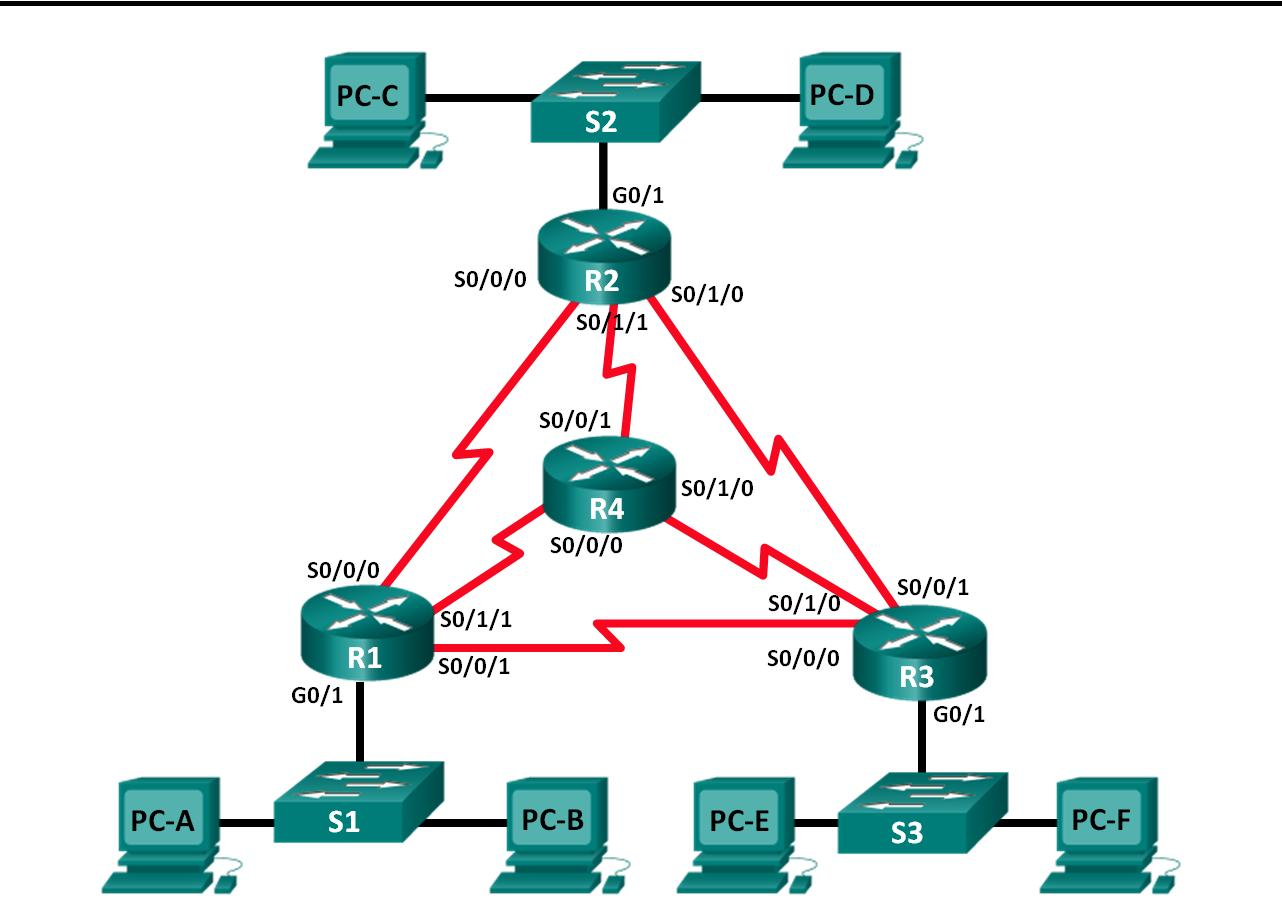 PC-C
S2
PC-D
G0/1
R2
S0/0/0
S0/1/0
S0/1/1
S0/0/1
R4
S0/1/0
S0/0/0
S0/0/0
S0/0/1
S0/1/0
S0/1/1
R1
S0/0/1
S0/0/0
R3
G0/1
G0/1
PC-A
S1
PC-B
PC-E
S3
PC-F